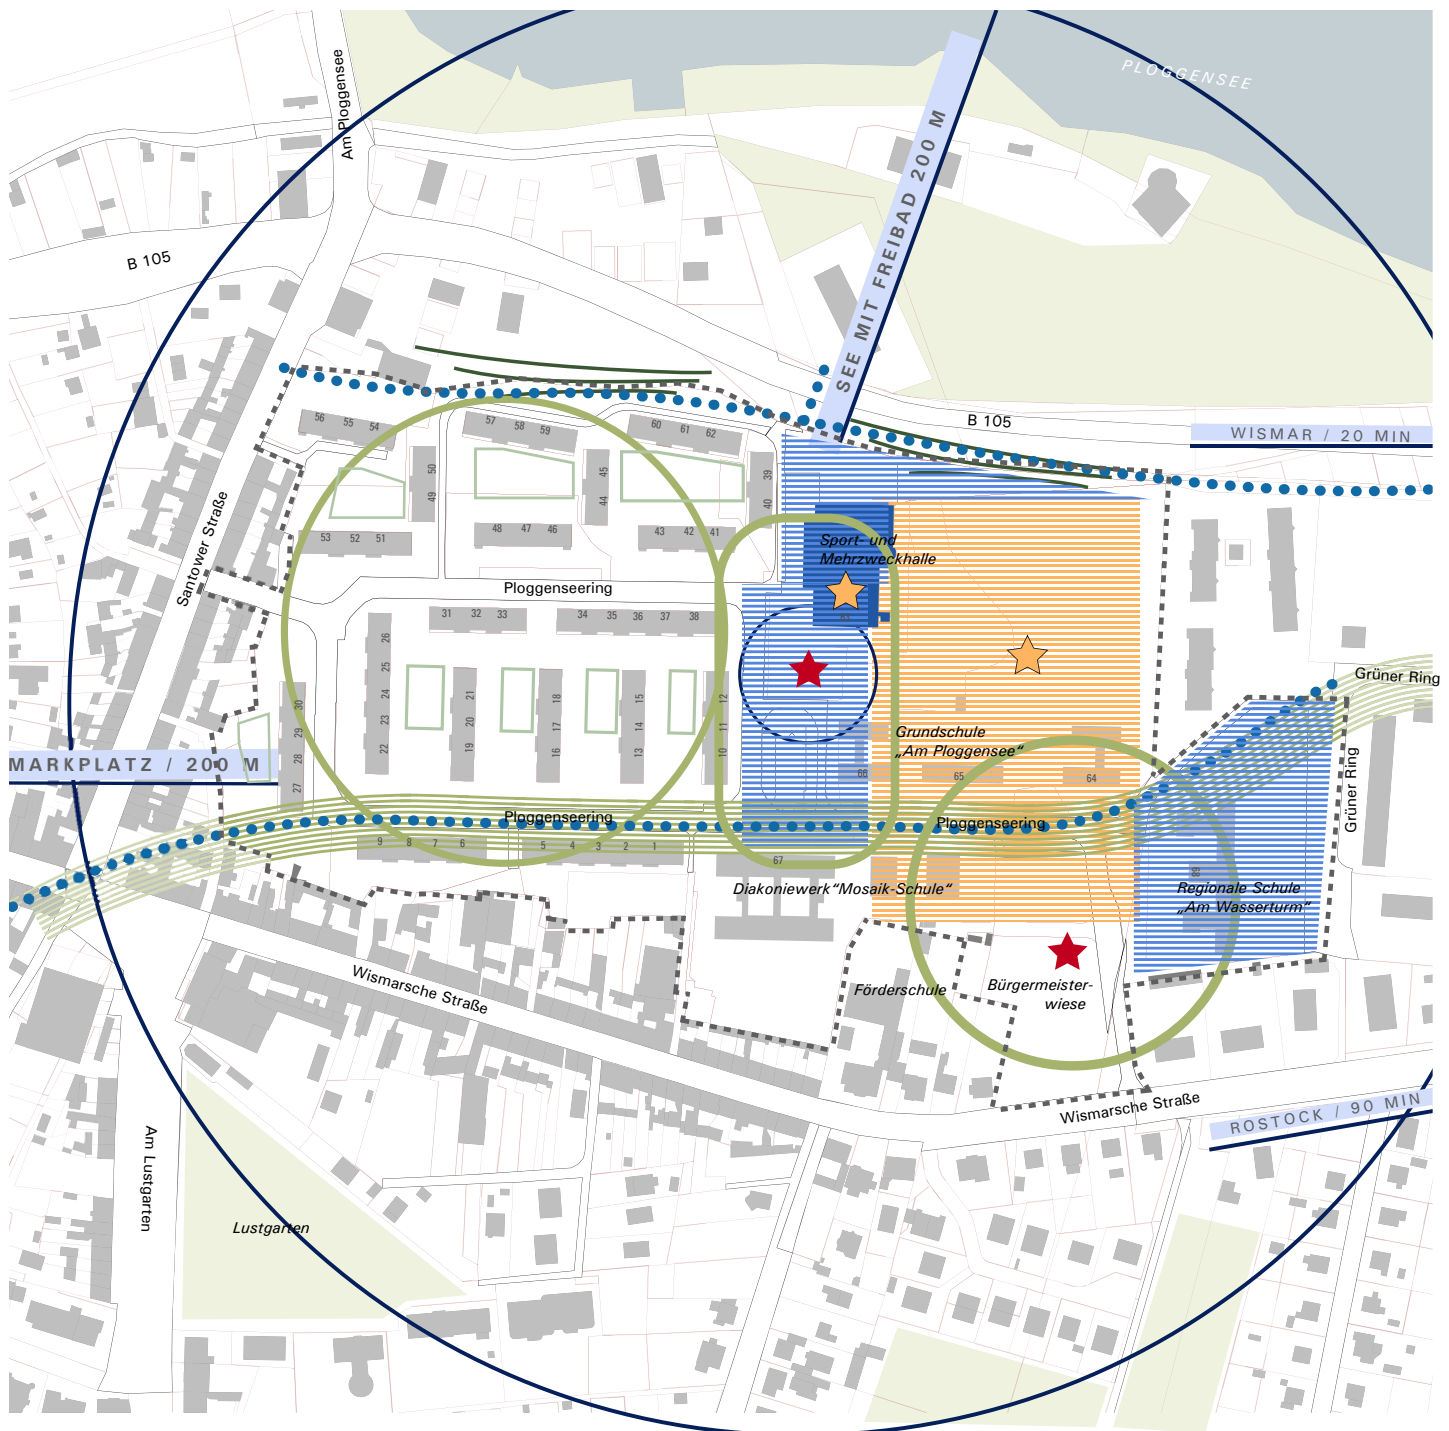 PLOGGENSEE
Am Ploggensee
SEE MIT FREIBAD 200 M
B 105
B 105
WISMAR / 20 MIN
56
55
54
57
58
59
60
61
62
50
49
45
44
39
40
53
52
51
48
47
46
43
42
41
Santower Straße
Sport- und
Mehrzweckhalle
Ploggenseering
31
32
33
34
35
36
37
38
26
25
24
23
22
21
20
19
18
17
16
15
14
13
12
11
10
30
29
28
27
Grüner Ring
Grundschule
„Am Ploggensee“
MARKPLATZ / 200 M
66
65
64
Grüner Ring
Ploggenseering
Ploggenseering
9
8
7
6
5
4
3
2
1
67
Diakoniewerk“Mosaik-Schule“
Regionale Schule
„Am Wasserturm“
Wismarsche Straße
Förderschule
Bürgermeister-
wiese
Wismarsche Straße
ROSTOCK / 90 MIN
Am Lustgarten
Lustgarten